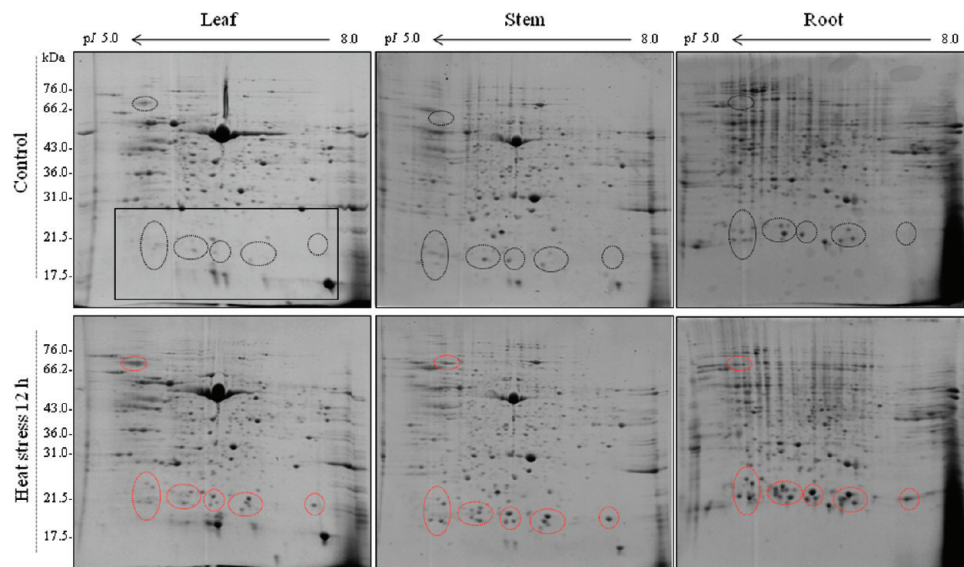 Leaf Stem Root
pI 5.0 8.0 pI 5.0 8.0 pI 5.0 8.0
kDa
76.0-
66.2-
43.0-
36.0-
31.0-
21.5-
17.5-
Control
76.0-
66.2-
43.0-
36.0-
31.0-
21.5-
17.5-
Heat stress 12 h